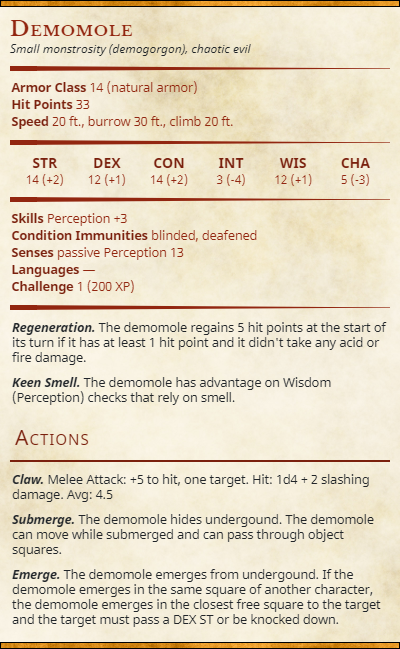 Demomole
Small monstrosity (demogorgon), chaotic evil
Armor Class 14 (natural armor)
Hit Points 33
Speed 20 ft., burrow 30 ft., climb 20 ft.
STR DEX CON INT WIS CHA
14 (+2) 12 (+1) 14 (+2) 3 (-4) 12 (+1) 5 (-3)
Skills Perception +3
Condition Immunities blinded, deafened
Senses passive Perception 13
Languages —
Challenge 1 (200 XP)
Regeneration. The demomole regains 5 hit points at the start of
its turn if it has at least 1 hit point and it didn't take any acid or
fire damage.
Keen Smell. The demomole has advantage on Wisdom
(Perception) checks that rely on smell.
Actions
Claw. Melee Attack: +5 to hit, one target. Hit: 1d4 + 2 slashing
damage. Avg: 4.5
Submerge. The demomole hides undergound. The demomole
can move while submerged and can pass through object
squares.
Emerge. The demomole emerges from undergound. If the
demomole emerges in the same square of another character,
the demomole emerges in the closest free square to the target
and the target must pass a DEX ST or be knocked down.